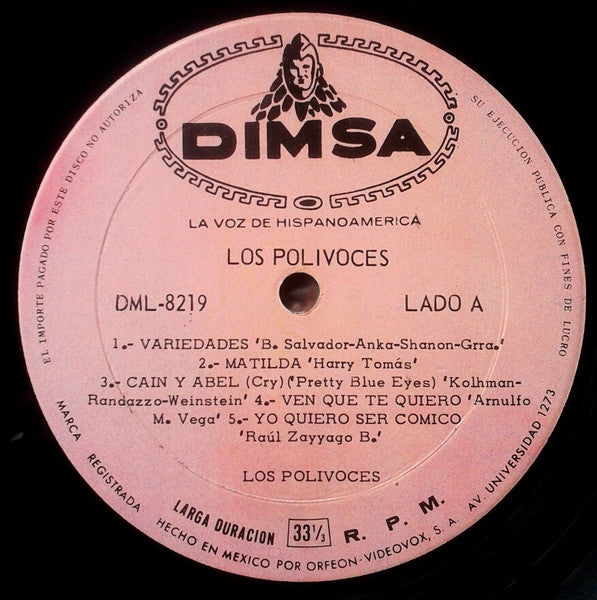 DIMSA
LA VOZ DE HISPANOAMERICA
LOS POLIVOCES
DML-8219
LADO A
1.- VARIEDADES 'B. Salvador-Anka-Shanon-Grra.'
2.- MATILDA 'Harry Tomás'
3.- CAIN Y ABEL (Cry) ('Pretty Blue Eyes) 'Kolhman-
Randazzo-Weinstein' 4.- VEN QUE TE QUIERO 'Arnulfo
M. Vega' 5.- YO QUIERO SER COMICO
'Raúl Zayyago B.'
LOS POLIVOCES
LARGA DURACION 33⅓ R. P. M.
EL IMPORTE PAGADO POR ESTE DISCO NO AUTORIZA
SU EJECUCION PUBLICA CON FINES DE LUCRO
MARCA REGISTRADA HECHO EN MEXICO POR ORFEON-VIDEOVOX, S. A. AV. UNIVERSIDAD 1273